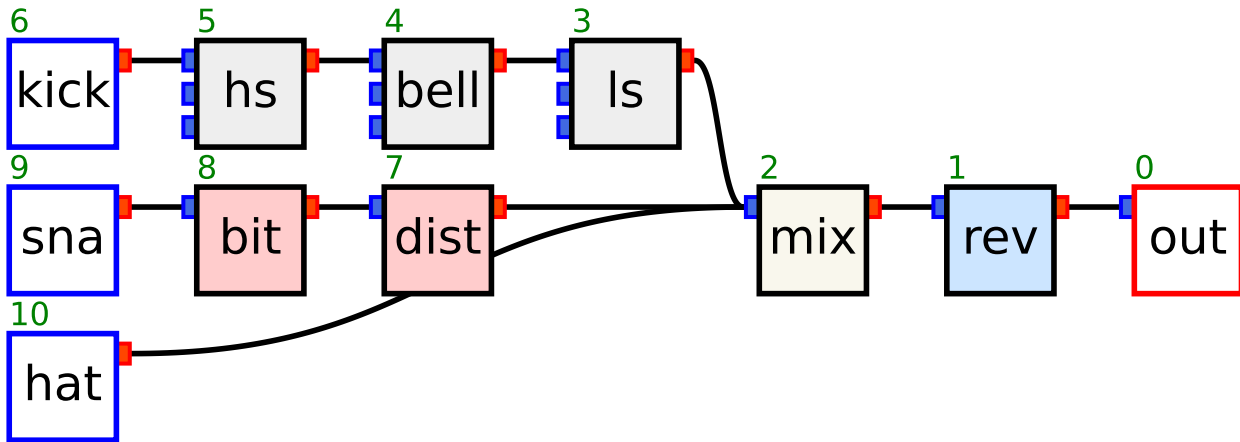 6 5 4 3
kick hs bell ls
9 8 7 2 1 0
sna bit dist mix rev out
10
hat